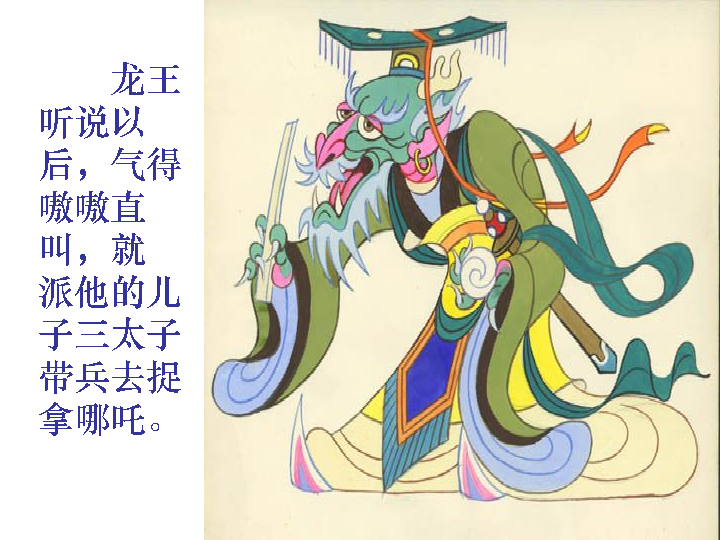 龙王
听说以
后，气得
嗷嗷直
叫，就
派他的儿
子三太子
带兵去捉
拿哪吒。